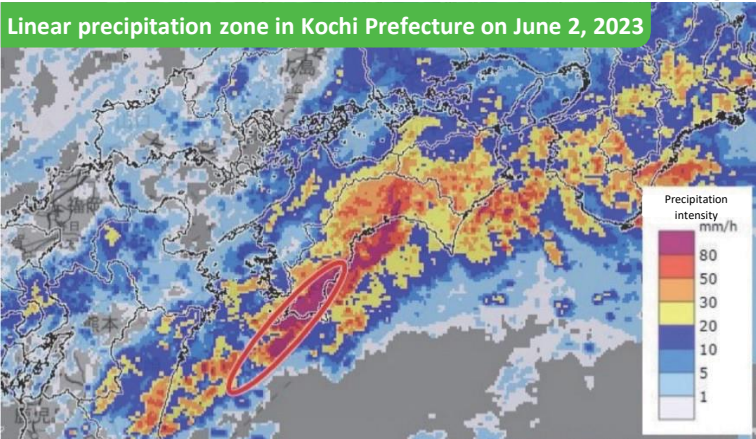 Linear precipitation zone in Kochi Prefecture on June 2, 2023
Precipitation
intensity
mm/h
80
50
30
20
10
5
1